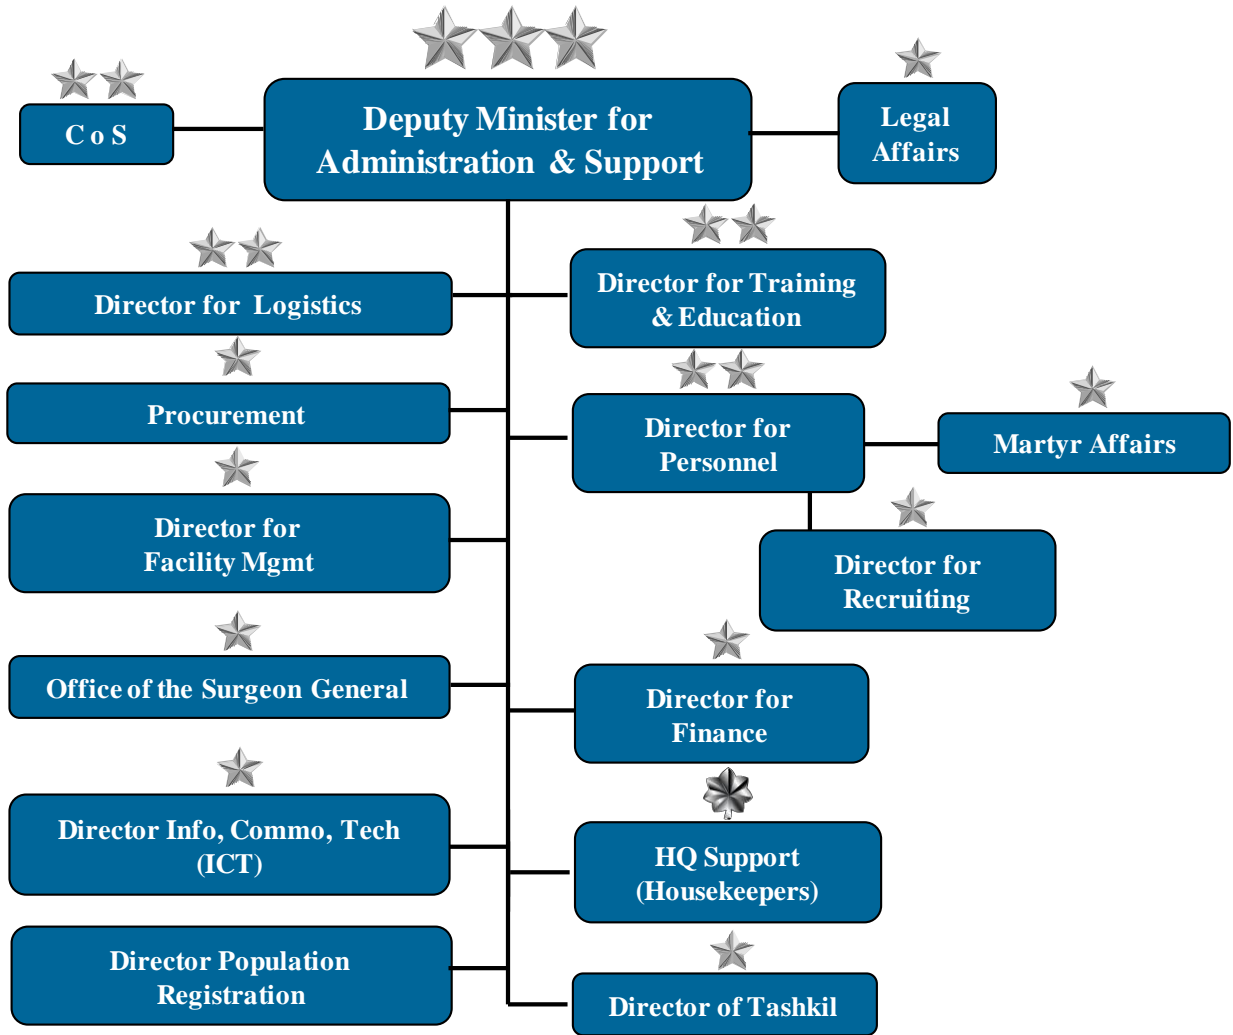 Deputy Minister for
Administration & Support
C o S
Legal
Affairs
Director for Logistics
Director for Training
& Education
Procurement
Director for
Personnel
Martyr Affairs
Director for
Facility Mgmt
Director for
Recruiting
Office of the Surgeon General
Director for
Finance
Director Info, Commo, Tech
(ICT)
HQ Support
(Housekeepers)
Director Population
Registration
Director of Tashkil